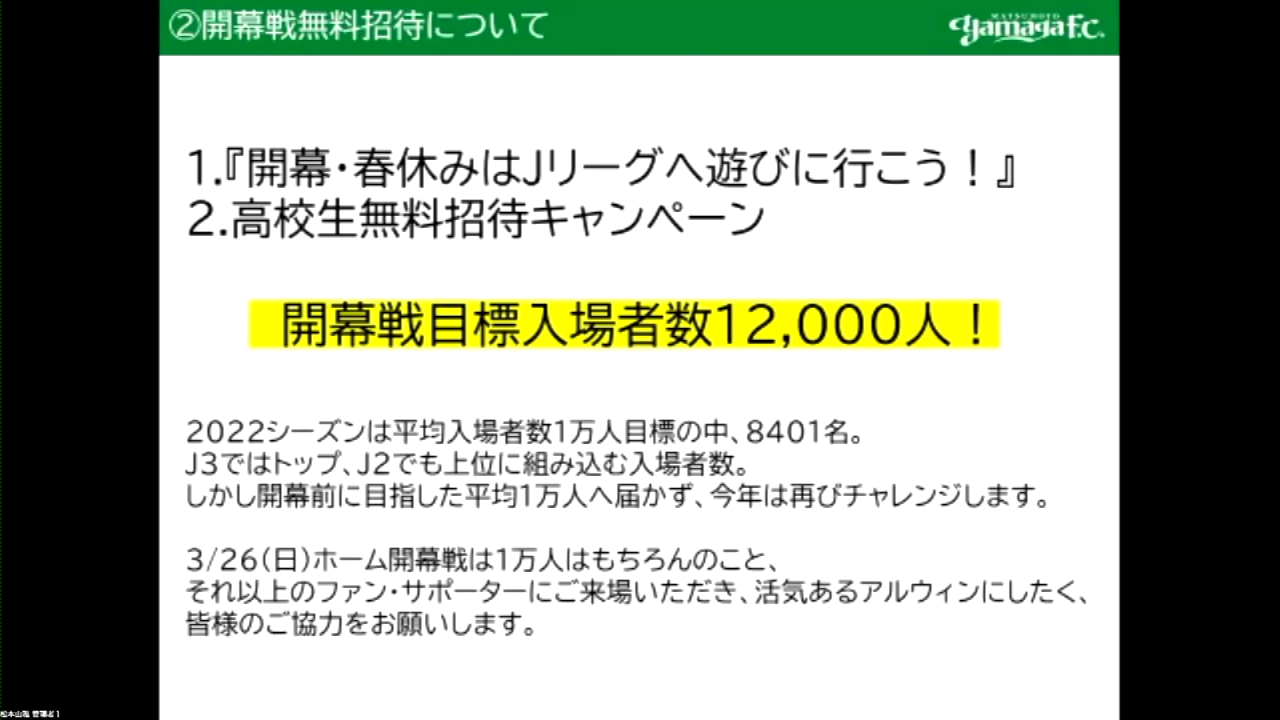 ②開幕戦無料招待について
MATSUMOTO
yamaga f.c.
1.『開幕・春休みはJリーグへ遊びに行こう！』
2.高校生無料招待キャンペーン
開幕戦目標入場者数12,000人！
2022シーズンは平均入場者数1万人目標の中、8401名。
J3ではトップ、J2でも上位に組み込む入場者数。
しかし開幕前に目指した平均1万人へ届かず、今年は再びチャレンジします。
3/26(日)ホーム開幕戦は1万人はもちろんのこと、
それ以上のファン・サポーターにご来場いただき、活気あるアルウィンにしたく、
皆様のご協力をお願いします。
松本山雅 管理者1